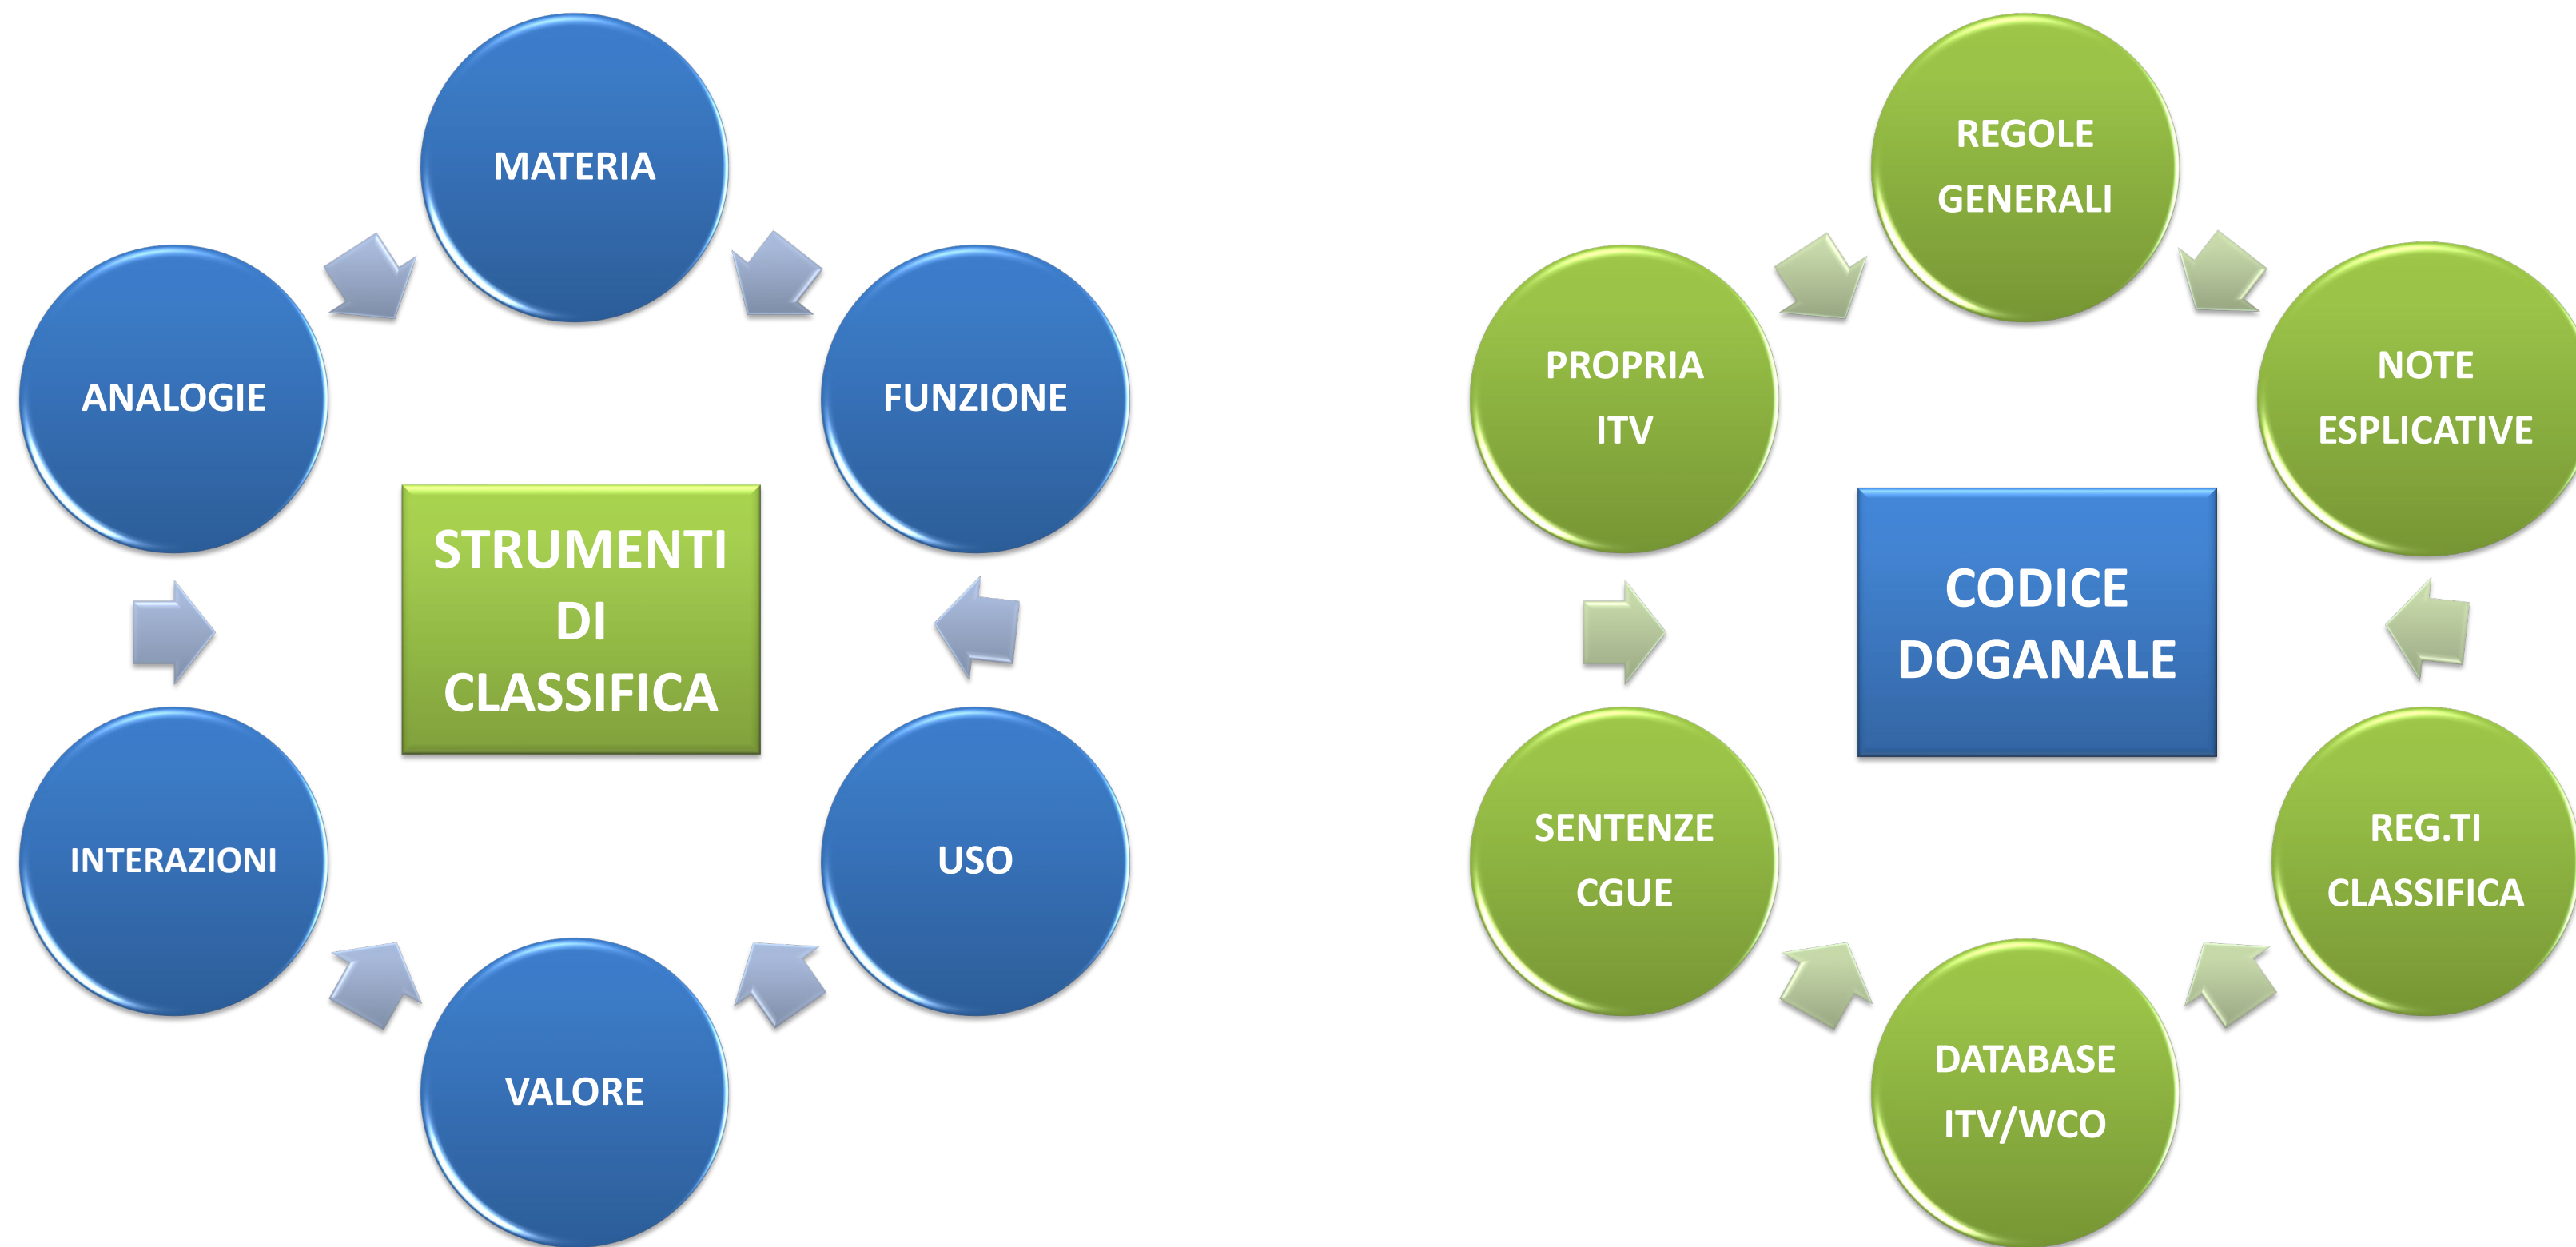 MATERIA
FUNZIONE
USO
VALORE
INTERAZIONI
ANALOGIE
STRUMENTI
DI
CLASSIFICA
REGOLE
GENERALI
NOTE
ESPLICATIVE
REG.TI
CLASSIFICA
DATABASE
ITV/WCO
SENTENZE
CGUE
PROPRIA
ITV
CODICE
DOGANALE